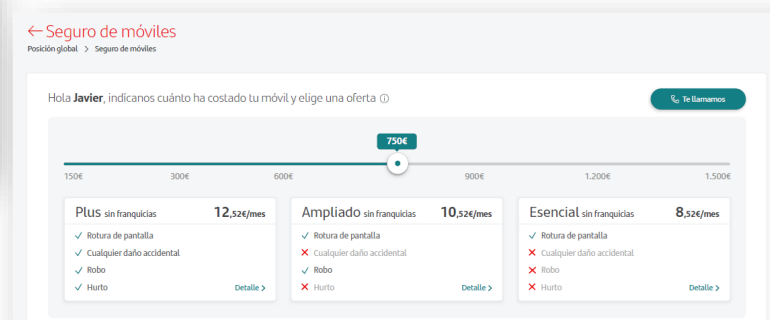 Seguro de móviles
Posición global > Seguro de móviles
Hola Javier, indícanos cuánto ha costado tu móvil y elige una oferta
Te llamamos
750€
150€ 300€ 600€ 900€ 1.200€ 1.500€
Plus sin franquicias 12,52€/mes
Rotura de pantalla
Cualquier daño accidental
Robo
Hurto Detalle >
Ampliado sin franquicias 10,52€/mes
Rotura de pantalla
Cualquier daño accidental
Robo
Hurto Detalle >
Esencial sin franquicias 8,52€/mes
Rotura de pantalla
Cualquier daño accidental
Robo
Hurto Detalle >